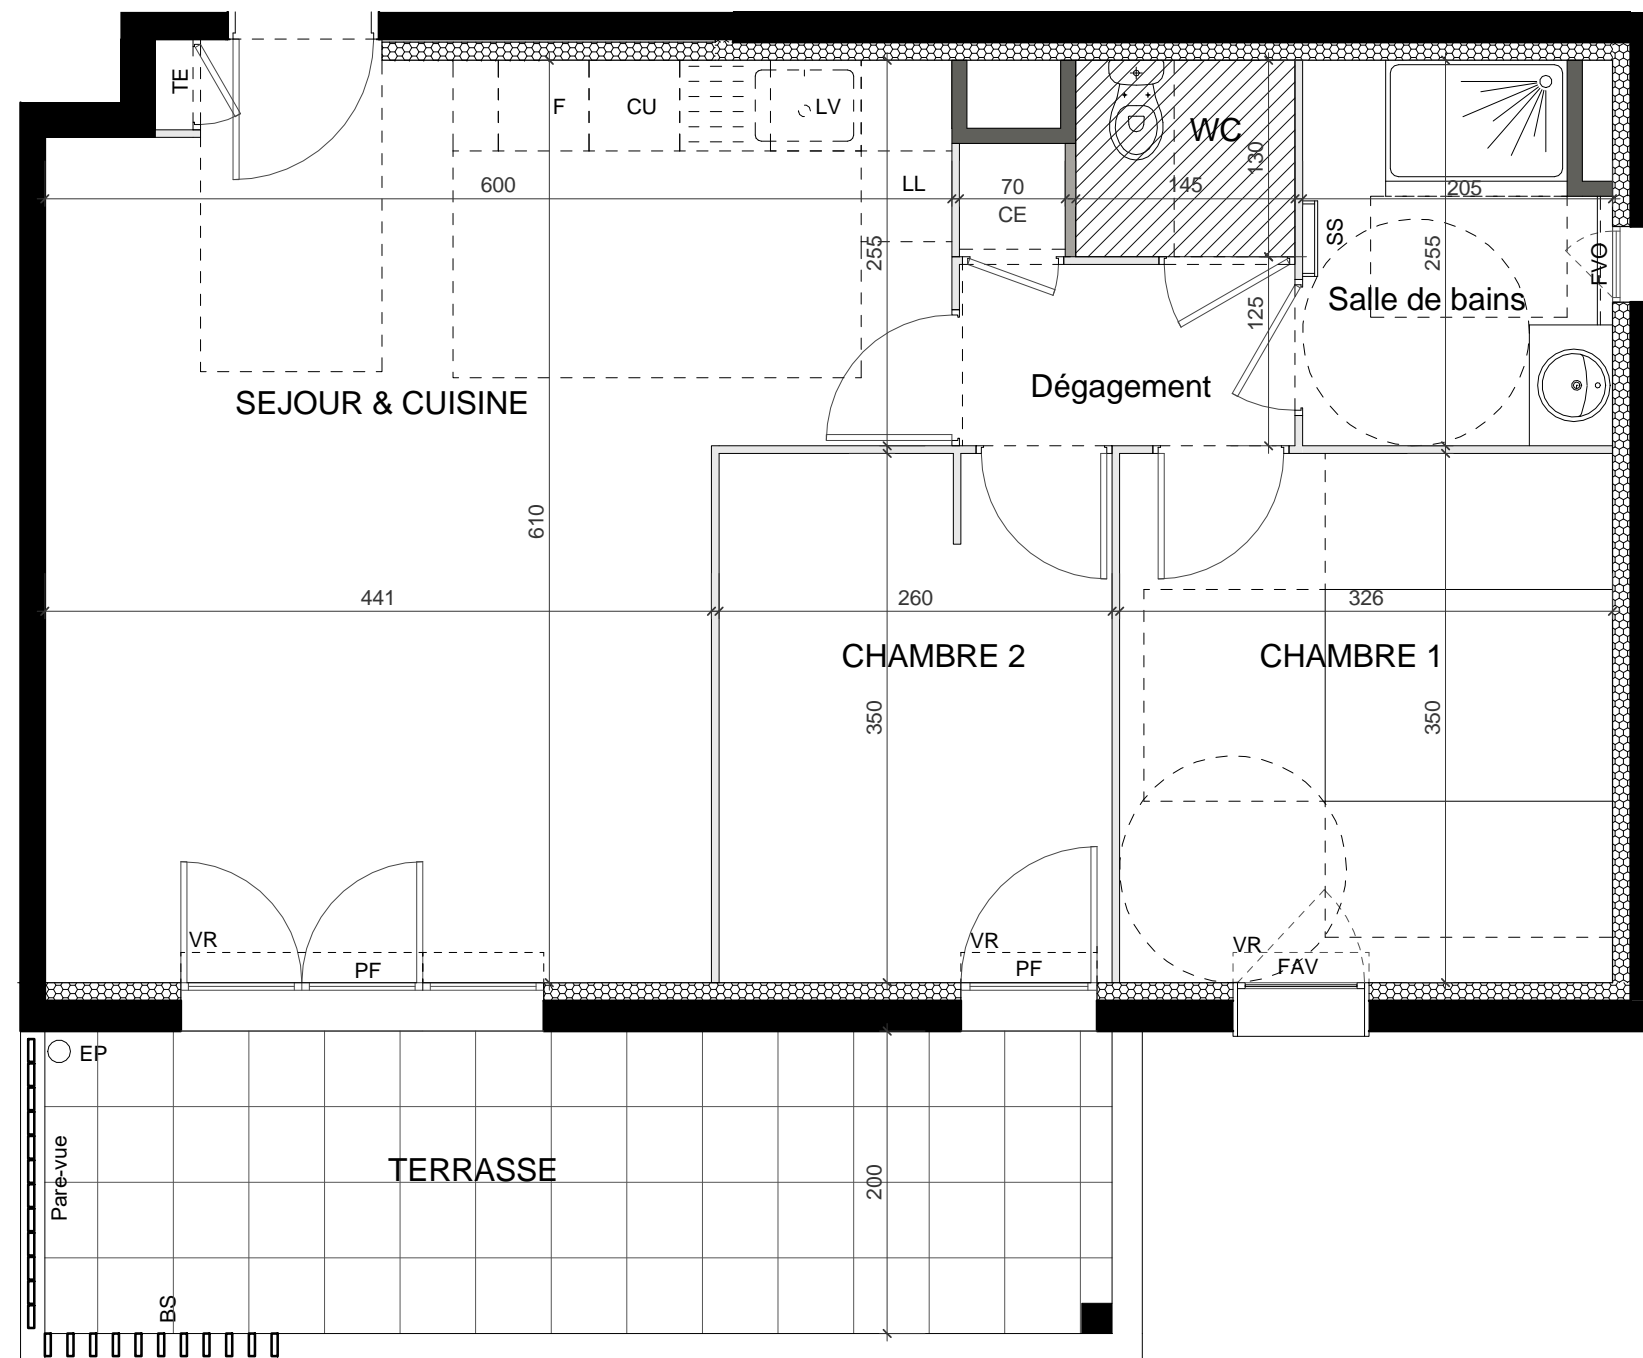 TE
F
CU
LV
WC
130
600
LL
70
145
205
CE
SS
255
255
FVO
Salle de bains
125
Dégagement
SEJOUR & CUISINE
610
441
260
326
CHAMBRE 2
CHAMBRE 1
350
350
VR
PF
VR
PF
VR
FAV
EP
Pare-vue
TERRASSE
200
BS